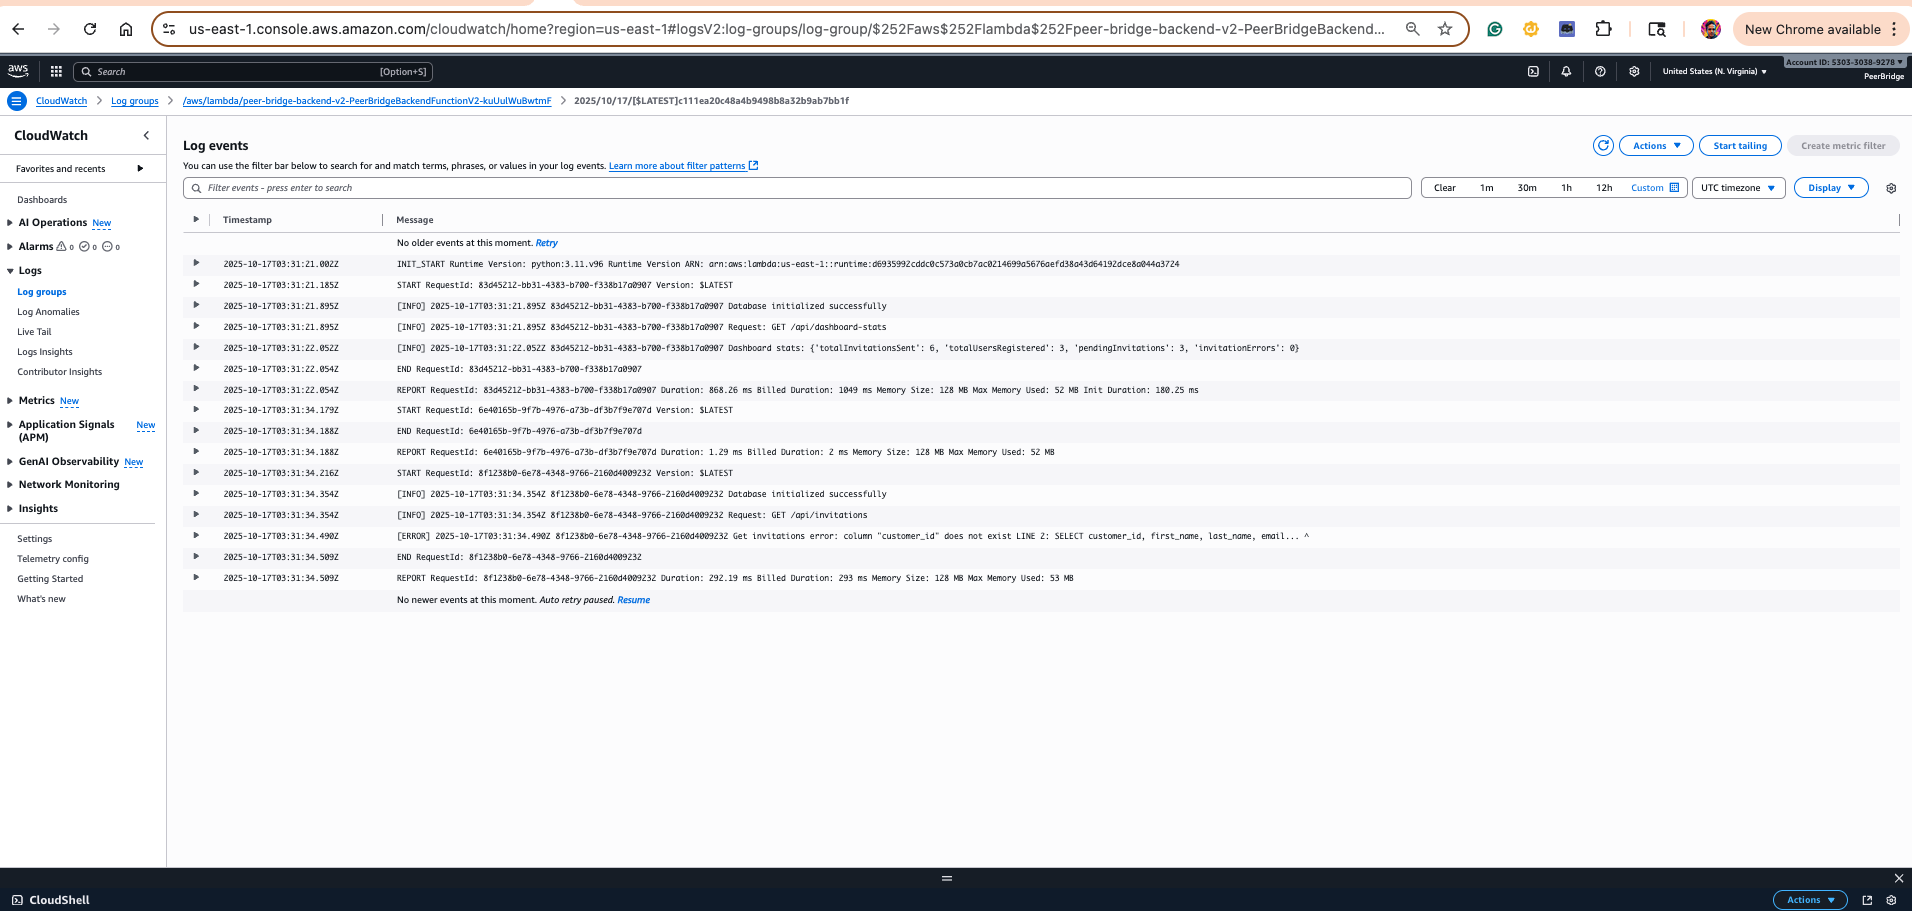 us-east-1.console.aws.amazon.com/cloudwatch/home?region=us-east-1#logsV2:log-groups/log-group/$252Faws$252Flambda$252Fpeer-bridge-backend-v2-PeerBridgeBackend...
New Chrome available
aws
Search [Option+S]
United States (N. Virginia)
Account ID: 5303-3038-9278
PeerBridge
CloudWatch
Log groups
/aws/lambda/peer-bridge-backend-v2-PeerBridgeBackendFunctionV2-kuUulWuBwtmF
2025/10/17/[$LATEST]c111ea20c48a4b9498b8a32b9ab7bb1f
CloudWatch
Favorites and recents
Dashboards
AI Operations New
Alarms 0 0 0
Logs
Log groups
Log Anomalies
Live Tail
Logs Insights
Contributor Insights
Metrics New
Application Signals (APM) New
GenAI Observability New
Network Monitoring
Insights
Settings
Telemetry config
Getting Started
What's new
Log events
Actions
Start tailing
Create metric filter
You can use the filter bar below to search for and match terms, phrases, or values in your log events. Learn more about filter patterns
Filter events - press enter to search
Clear 1m 30m 1h 12h Custom
UTC timezone
Display
Timestamp Message
No older events at this moment. Retry
2025-10-17T03:31:21.002Z INIT_START Runtime Version: python:3.11.v96 Runtime Version ARN: arn:aws:lambda:us-east-1::runtime:d6935992cddc0c573a0cb7ac0214699a5676aefd38a43d64192dce8a044a3724
2025-10-17T03:31:21.185Z START RequestId: 83d45212-bb31-4383-b700-f338b17a0907 Version: $LATEST
2025-10-17T03:31:21.895Z [INFO] 2025-10-17T03:31:21.895Z 83d45212-bb31-4383-b700-f338b17a0907 Database initialized successfully
2025-10-17T03:31:21.895Z [INFO] 2025-10-17T03:31:21.895Z 83d45212-bb31-4383-b700-f338b17a0907 Request: GET /api/dashboard-stats
2025-10-17T03:31:22.052Z [INFO] 2025-10-17T03:31:22.052Z 83d45212-bb31-4383-b700-f338b17a0907 Dashboard stats: {'totalInvitationsSent': 6, 'totalUsersRegistered': 3, 'pendingInvitations': 3, 'invitationErrors': 0}
2025-10-17T03:31:22.054Z END RequestId: 83d45212-bb31-4383-b700-f338b17a0907
2025-10-17T03:31:22.054Z REPORT RequestId: 83d45212-bb31-4383-b700-f338b17a0907 Duration: 868.26 ms Billed Duration: 1049 ms Memory Size: 128 MB Max Memory Used: 52 MB Init Duration: 180.25 ms
2025-10-17T03:31:34.179Z START RequestId: 6e40165b-9f7b-4976-a73b-df3b7f9e707d Version: $LATEST
2025-10-17T03:31:34.188Z END RequestId: 6e40165b-9f7b-4976-a73b-df3b7f9e707d
2025-10-17T03:31:34.188Z REPORT RequestId: 6e40165b-9f7b-4976-a73b-df3b7f9e707d Duration: 1.29 ms Billed Duration: 2 ms Memory Size: 128 MB Max Memory Used: 52 MB
2025-10-17T03:31:34.216Z START RequestId: 8f1238b0-6e78-4348-9766-2160d4009232 Version: $LATEST
2025-10-17T03:31:34.354Z [INFO] 2025-10-17T03:31:34.354Z 8f1238b0-6e78-4348-9766-2160d4009232 Database initialized successfully
2025-10-17T03:31:34.354Z [INFO] 2025-10-17T03:31:34.354Z 8f1238b0-6e78-4348-9766-2160d4009232 Request: GET /api/invitations
2025-10-17T03:31:34.490Z [ERROR] 2025-10-17T03:31:34.490Z 8f1238b0-6e78-4348-9766-2160d4009232 Get invitations error: column "customer_id" does not exist LINE 2: SELECT customer_id, first_name, last_name, email... ^
2025-10-17T03:31:34.509Z END RequestId: 8f1238b0-6e78-4348-9766-2160d4009232
2025-10-17T03:31:34.509Z REPORT RequestId: 8f1238b0-6e78-4348-9766-2160d4009232 Duration: 292.19 ms Billed Duration: 293 ms Memory Size: 128 MB Max Memory Used: 53 MB
No newer events at this moment. Auto retry paused. Resume
CloudShell
Actions